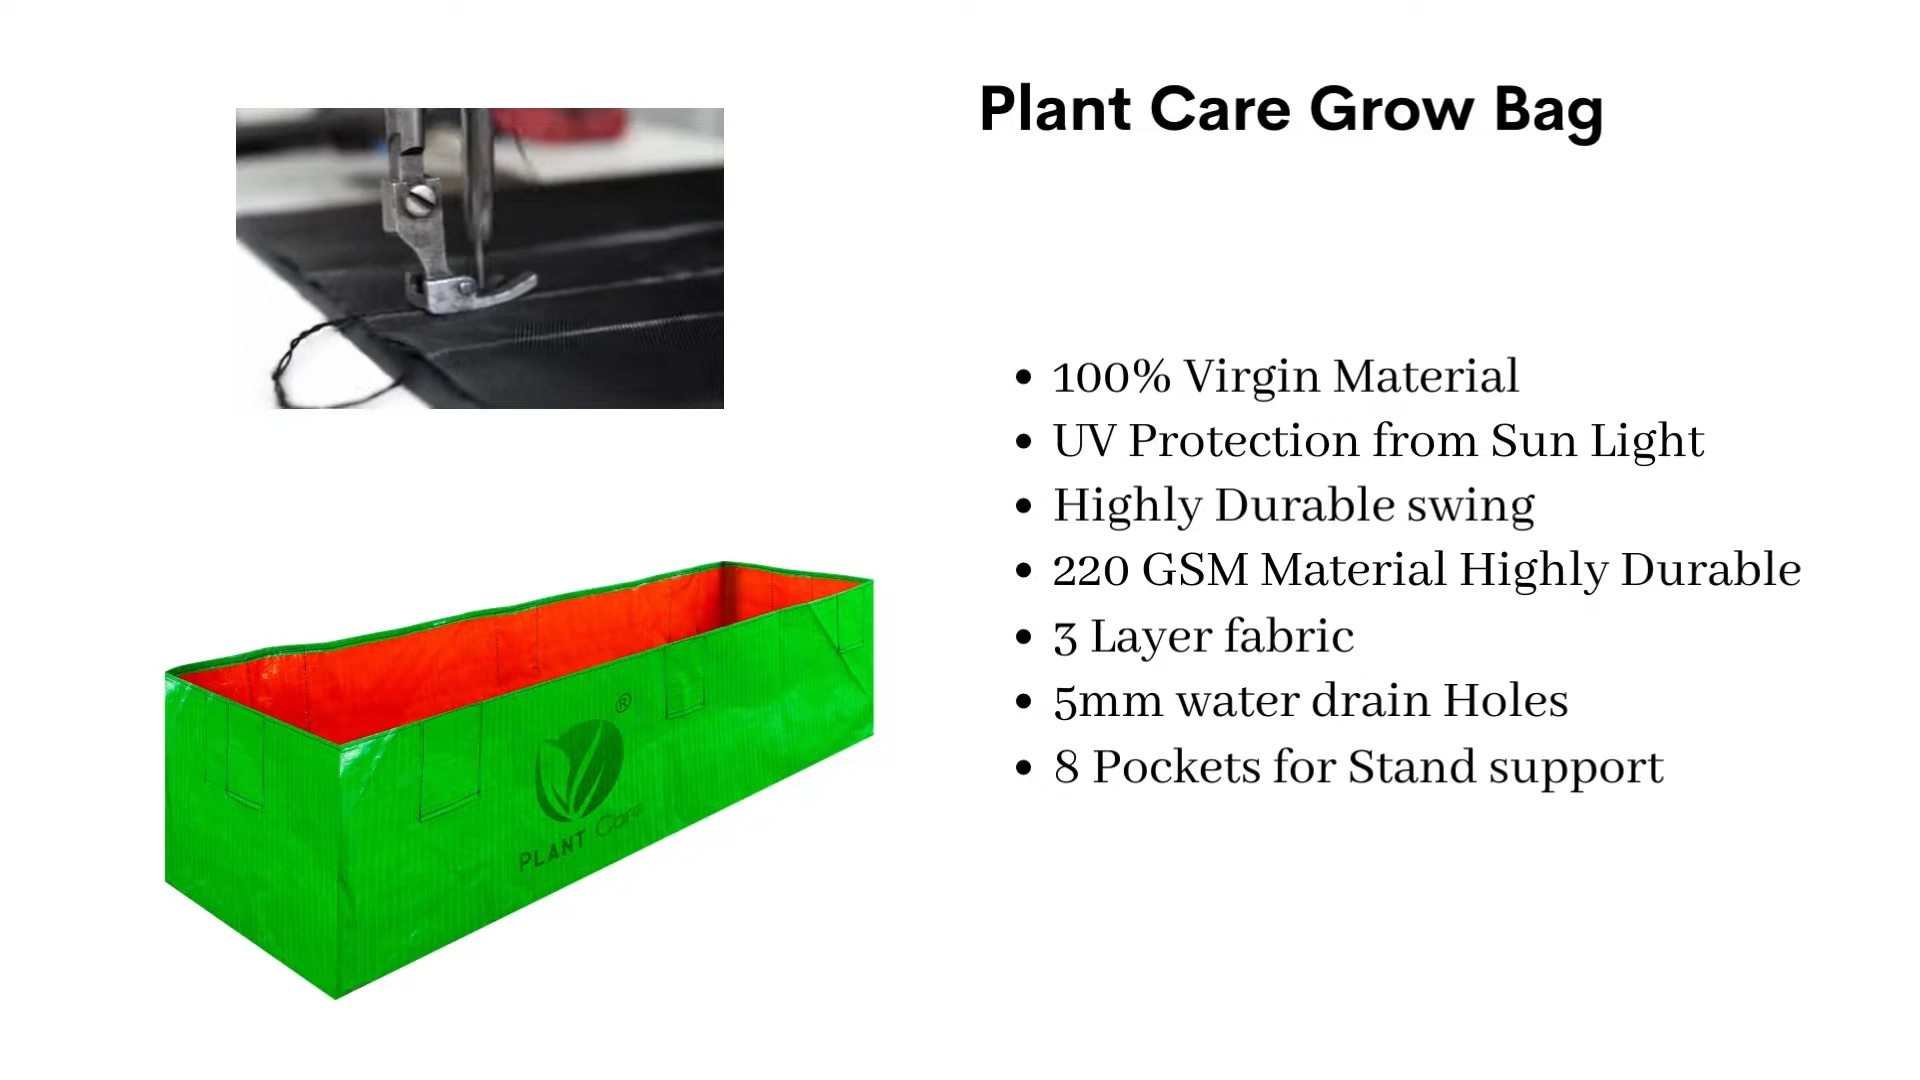 Plant Care Grow Bag
• 100% Virgin Material
• UV Protection from Sun Light
• Highly Durable swing
• 220 GSM Material Highly Durable
• 3 Layer fabric
• 5mm water drain Holes
• 8 Pockets for Stand support
®
PLANT Care